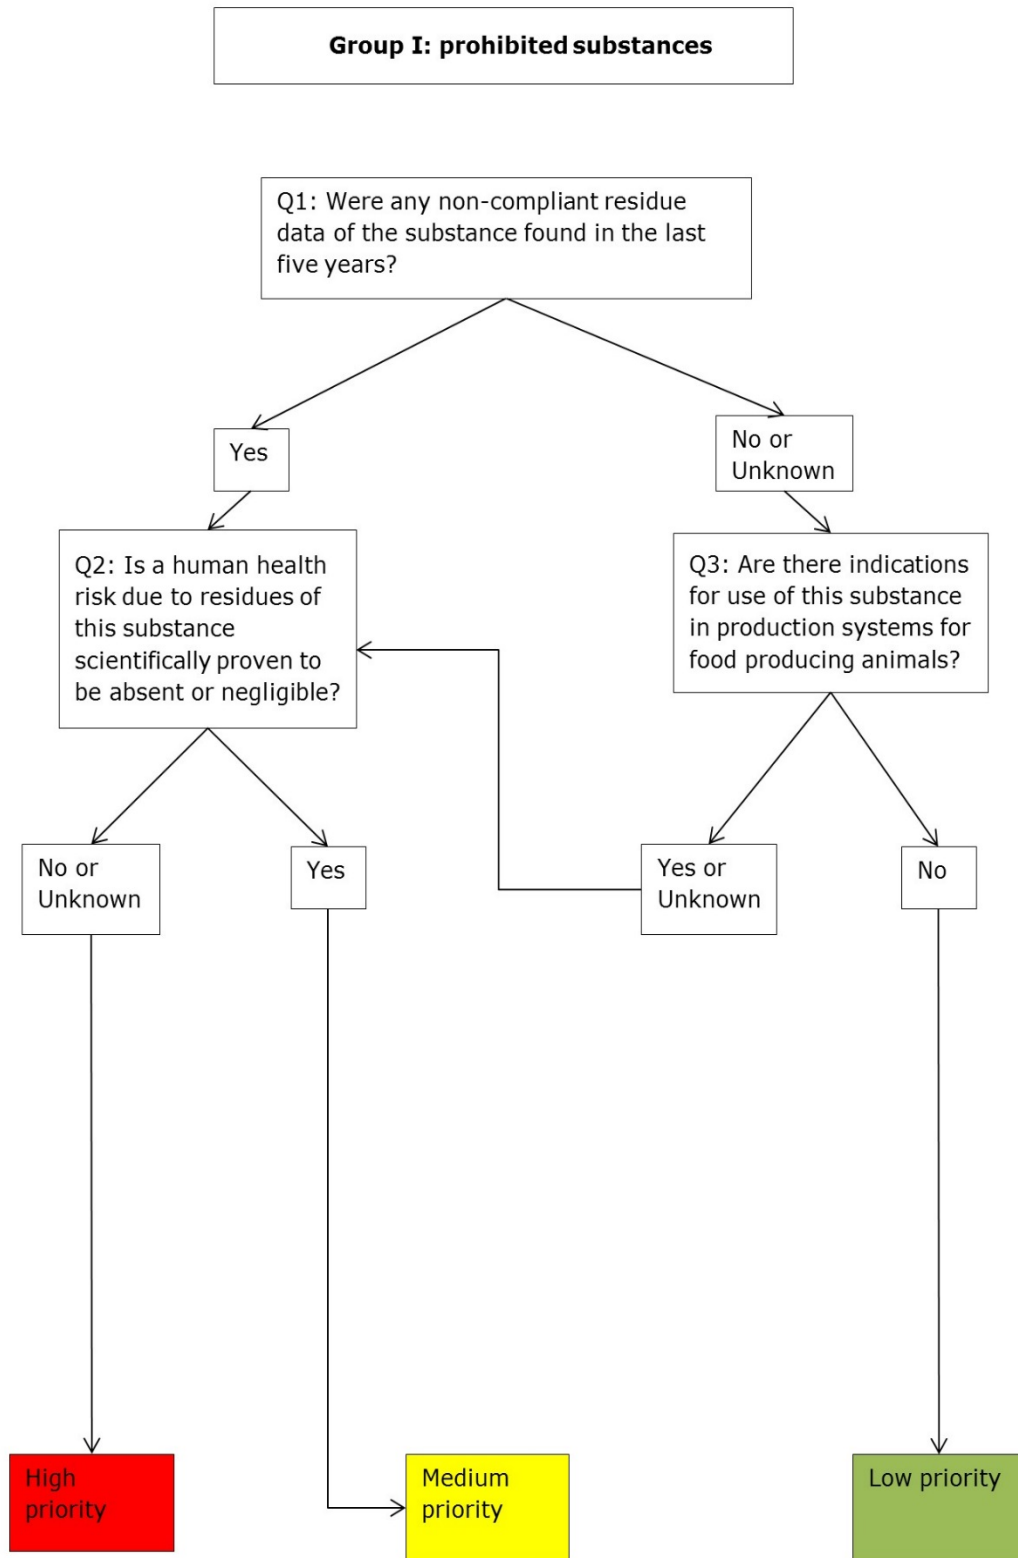 Group I: prohibited substances
Q1: Were any non-compliant residue
data of the substance found in the last
five years?
Yes
No or
Unknown
Q2: Is a human health
risk due to residues of
this substance
scientifically proven to
be absent or negligible?
Q3: Are there indications
for use of this substance
in production systems for
food producing animals?
No or
Unknown
Yes
Yes or
Unknown
No
High
priority
Medium
priority
Low priority